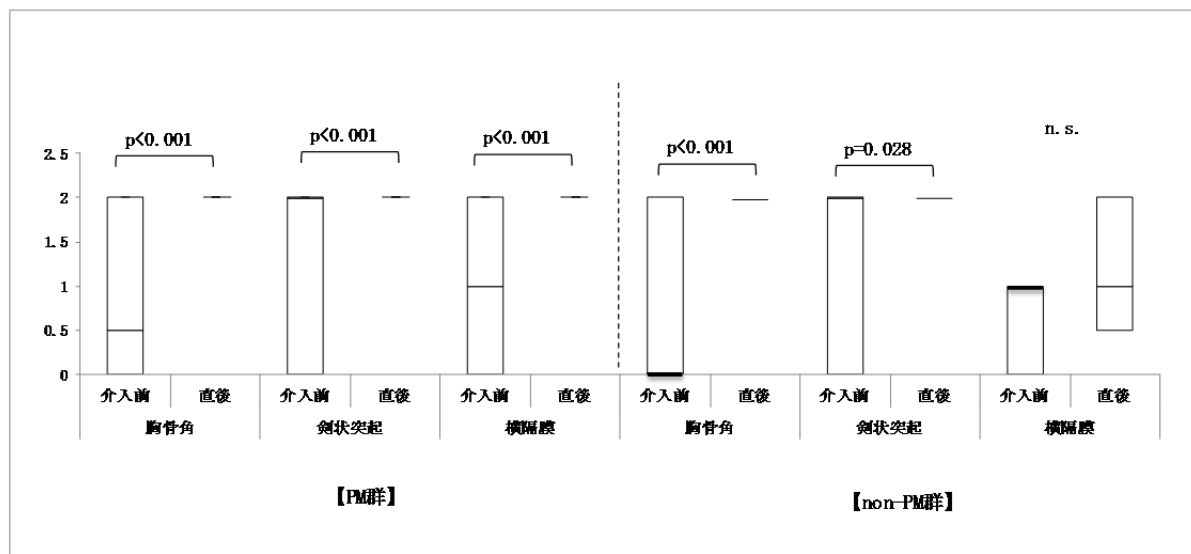 n.s.
p<0.001
p<0.001
p<0.001
p<0.001
p=0.028
2.5
2
1.5
1
0.5
0
介入前 直後 介入前 直後 介入前 直後 介入前 直後 介入前 直後 介入前 直後
胸骨角 剣状突起 横隔膜 胸骨角 剣状突起 横隔膜
【PM群】 【non-PM群】